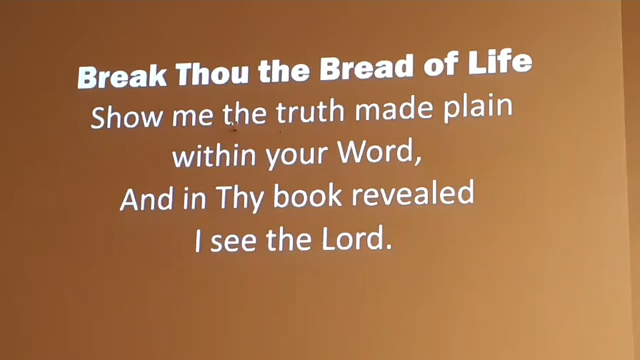 Break Thou the Bread of Life
Show me the truth made plain
within your Word,
And in Thy book revealed
I see the Lord.